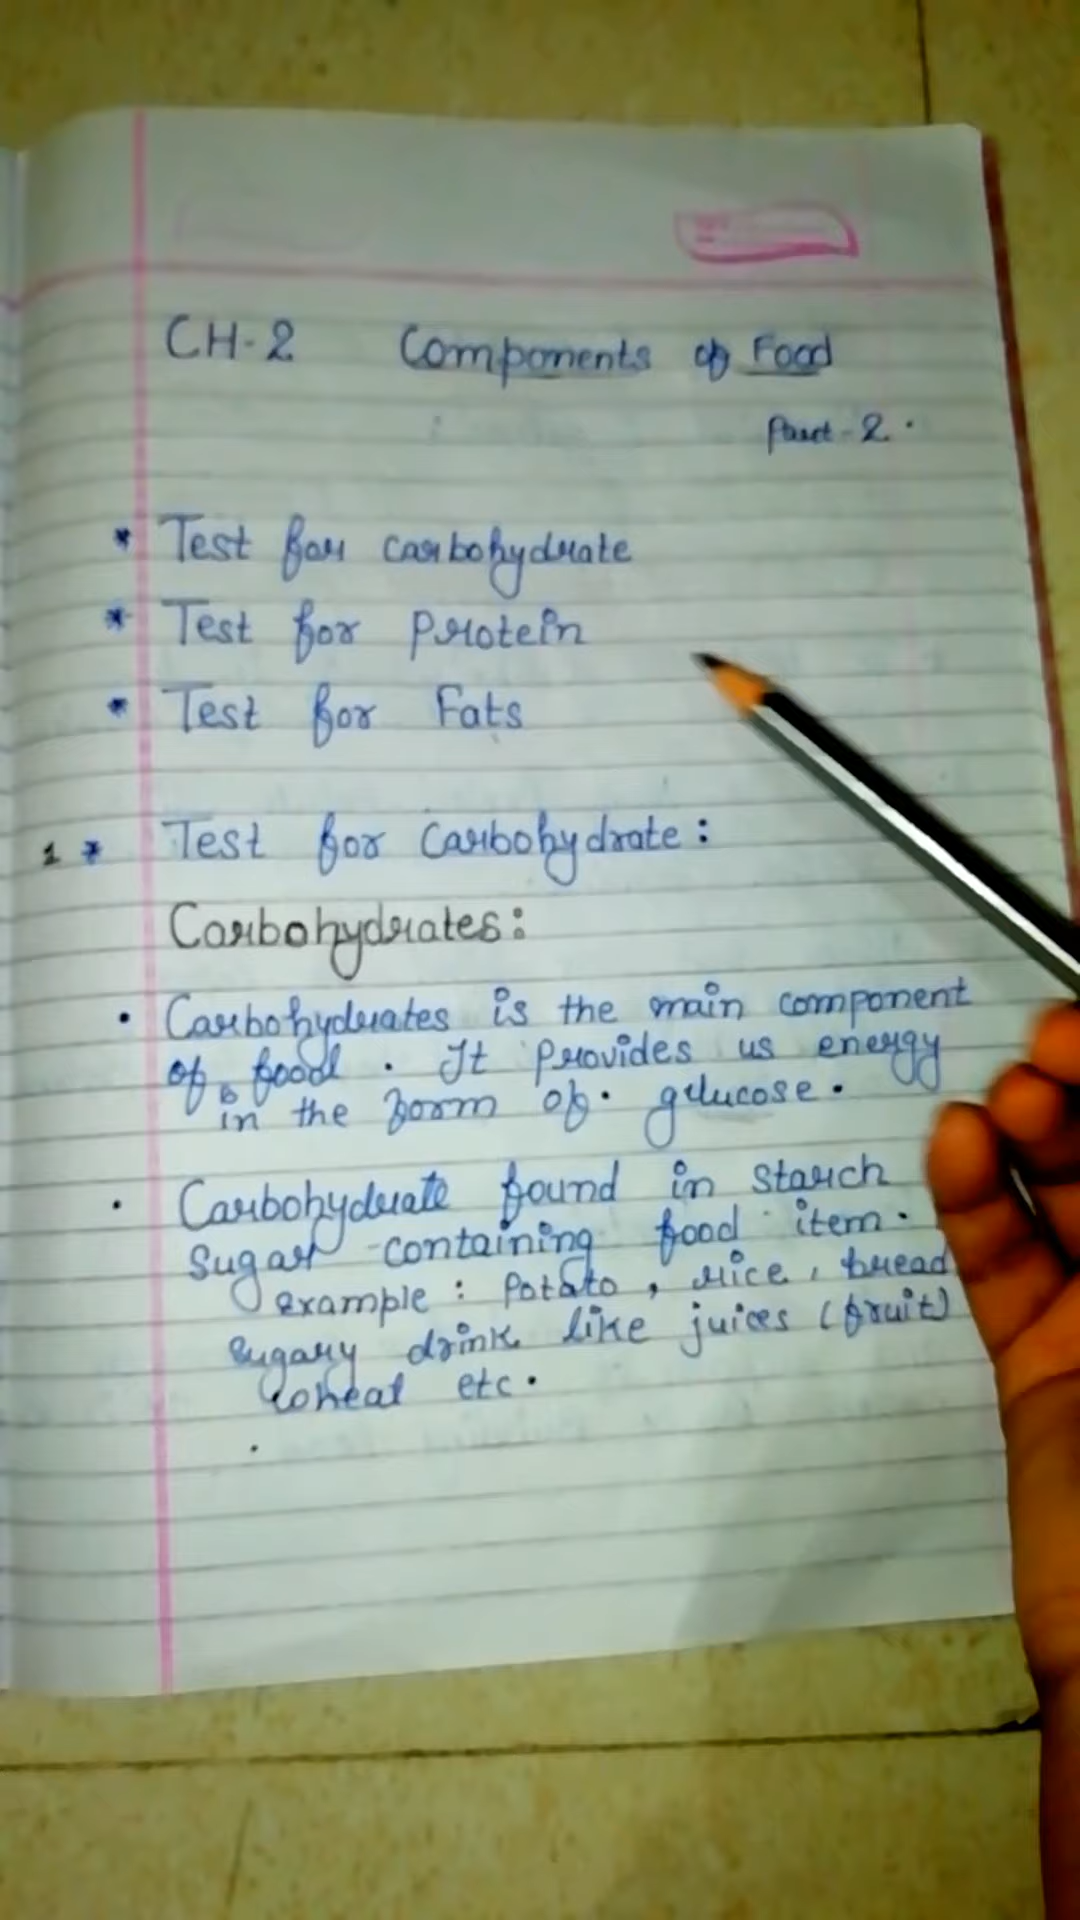 CH-2 Components of Food
Part-2.
* Test for carbohydrate
* Test for Protein
* Test for Fats
1 * Test for Carbohydrate:
Carbohydrates:
• Carbohydrates is the main component
of food. It Provides us energy
in the form of. glucose.
• Carbohydrate found in starch
Sugar -containing food item.
example: Potato, rice, bread
Sugary drink like juices (fruit)
wheat etc.